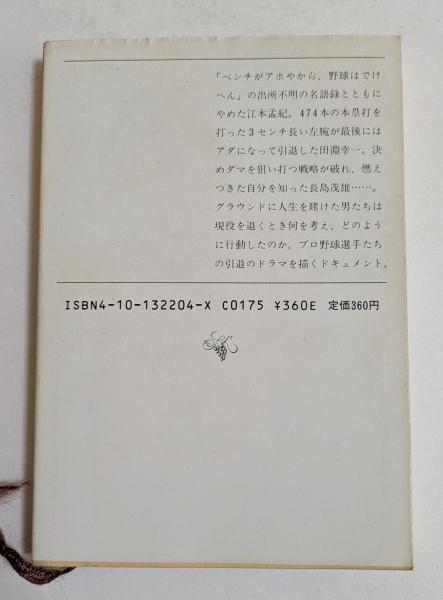 「ベンチがアホやから、野球はでけ
へん」の出所不明の名語録とともに
やめた江本孟紀。474本の本塁打を
打った3センチ長い左腕が最後には
アダになって引退した田淵幸一。決
めダマを狙い打つ戦略が破れ、燃え
つきた自分を知った長島茂雄……。
グラウンドに人生を賭けた男たちは
現役を退くとき何を考え、どのよう
に行動したのか。プロ野球選手たち
の引退のドラマを描くドキュメント。
ISBN4-10-132204-X C0175 ¥360E 定価360円